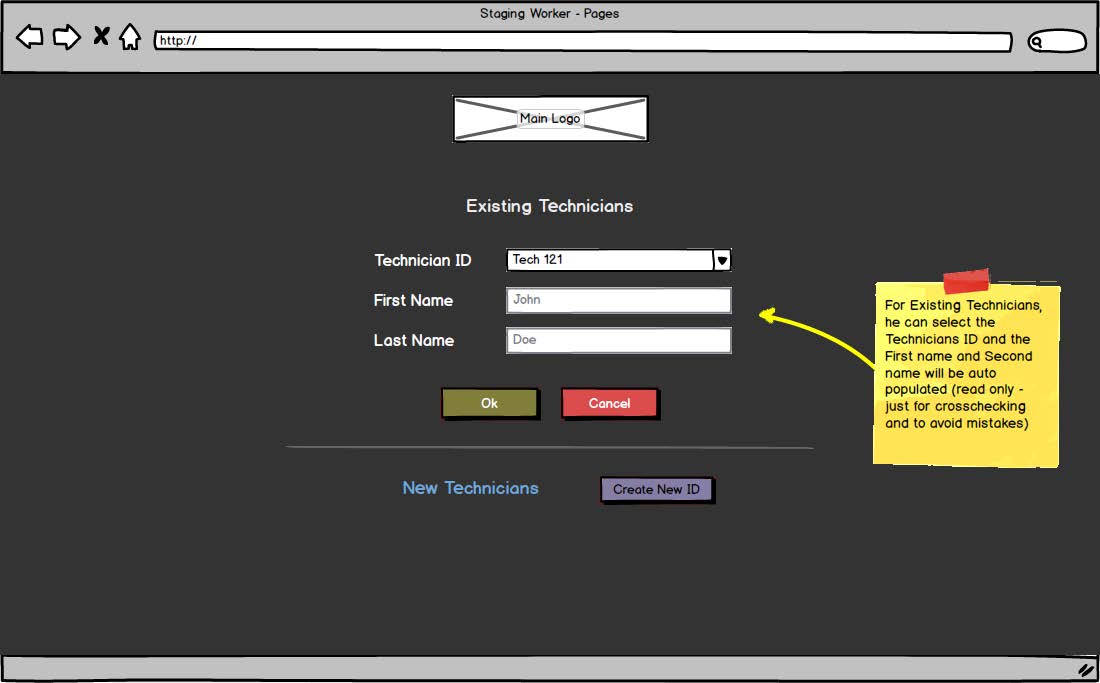 Staging Worker - Pages
http://
Main Logo
Existing Technicians
Technician ID
Tech 121
First Name
John
Last Name
Doe
Ok
Cancel
New Technicians
Create New ID
For Existing Technicians,
he can select the
Technicians ID and the
First name and Second
name will be auto
populated (read only -
just for crosschecking
and to avoid mistakes)